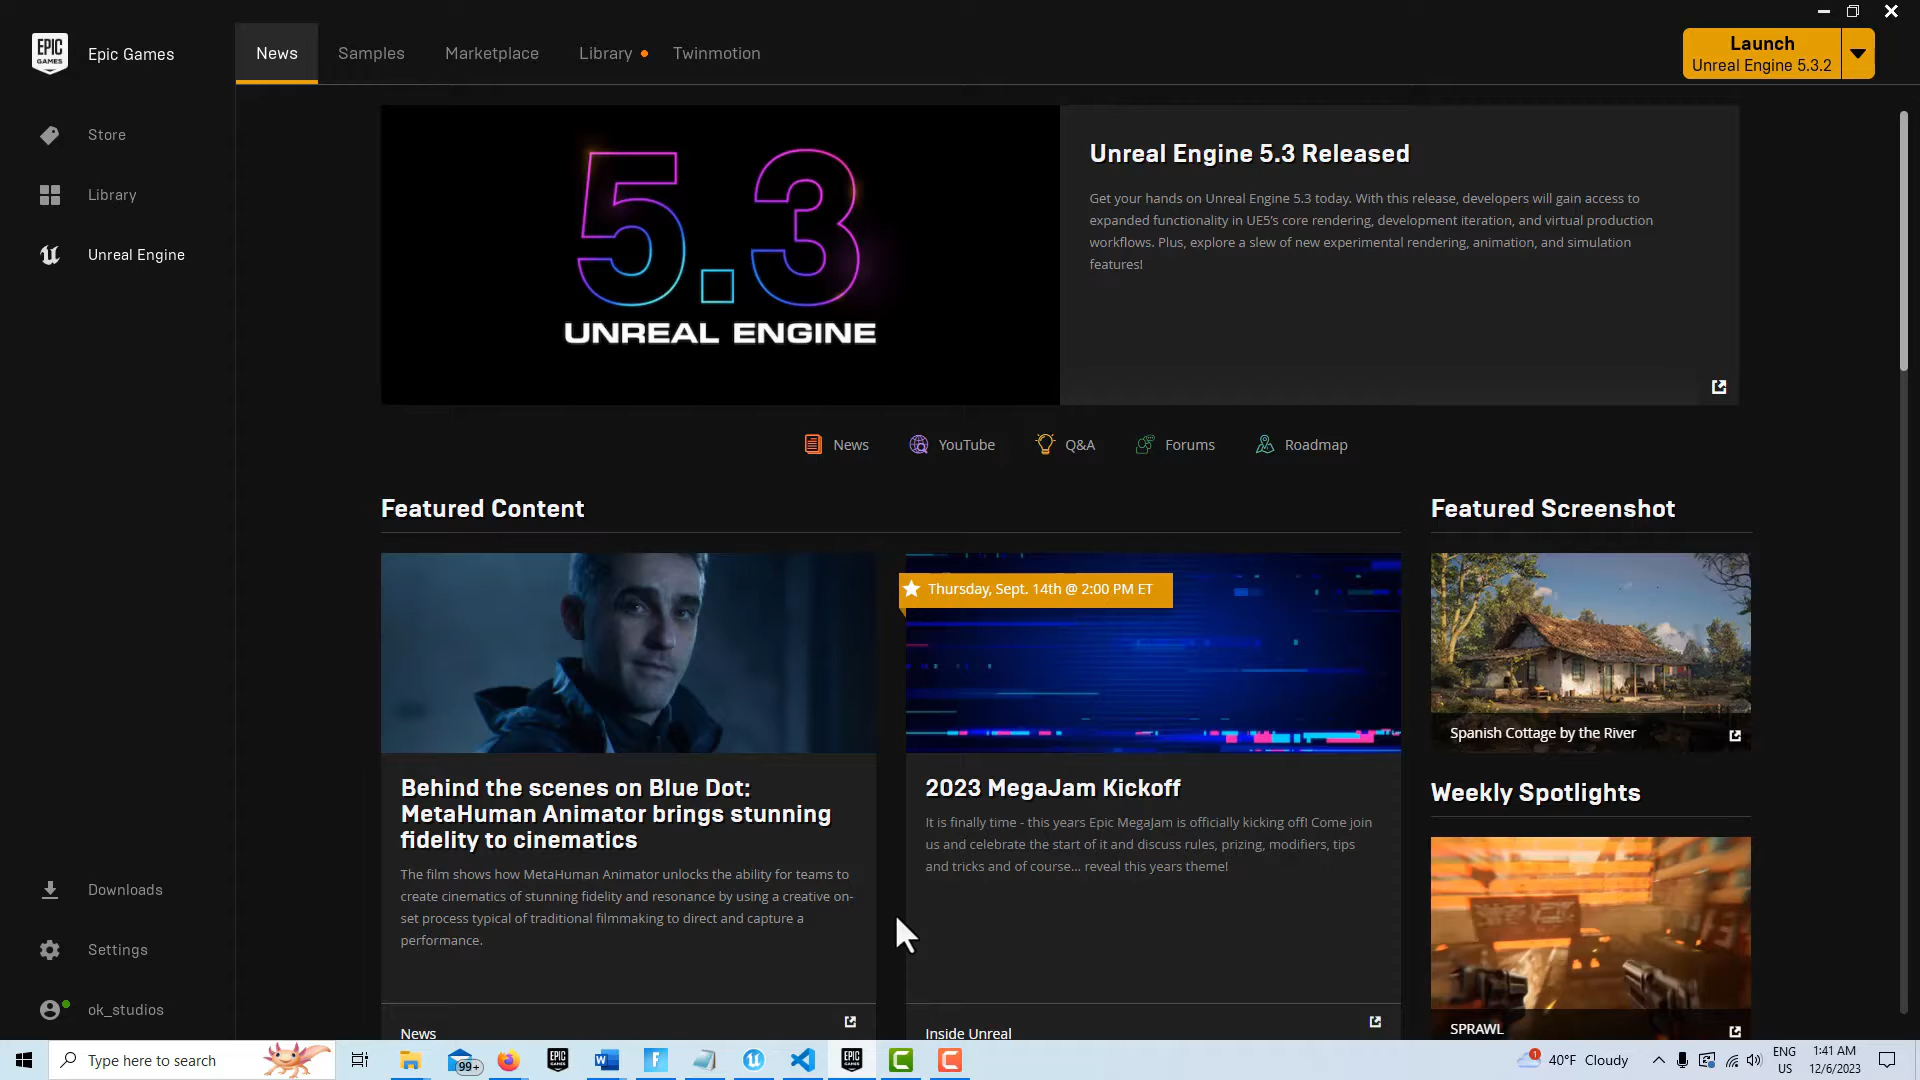 EPIC
GAMES
Epic Games
News
Samples
Marketplace
Library
Twinmotion
Launch
Unreal Engine 5.3.2
Store
Library
Unreal Engine
5.3
UNREAL ENGINE
Unreal Engine 5.3 Released
Get your hands on Unreal Engine 5.3 today. With this release, developers will gain access to
expanded functionality in UE5's core rendering, development iteration, and virtual production
workflows. Plus, explore a slew of new experimental rendering, animation, and simulation
features!
News
YouTube
Q&A
Forums
Roadmap
Featured Content
Featured Screenshot
Thursday, Sept. 14th @ 2:00 PM ET
Spanish Cottage by the River
Behind the scenes on Blue Dot:
MetaHuman Animator brings stunning
fidelity to cinematics
The film shows how MetaHuman Animator unlocks the ability for teams to
create cinematics of stunning fidelity and resonance by using a creative on-
set process typical of traditional filmmaking to direct and capture a
performance.
News
2023 MegaJam Kickoff
It is finally time - this years Epic MegaJam is officially kicking off! Come join
us and celebrate the start of it and discuss rules, prizing, modifiers, tips
and tricks and of course... reveal this years theme!
Inside Unreal
Weekly Spotlights
SPRAWL
Downloads
Settings
ok_studios
Type here to search
99+
EPIC
GAMES
EPIC
GAMES
1
40°F Cloudy
ENG
US
1:41 AM
12/6/2023